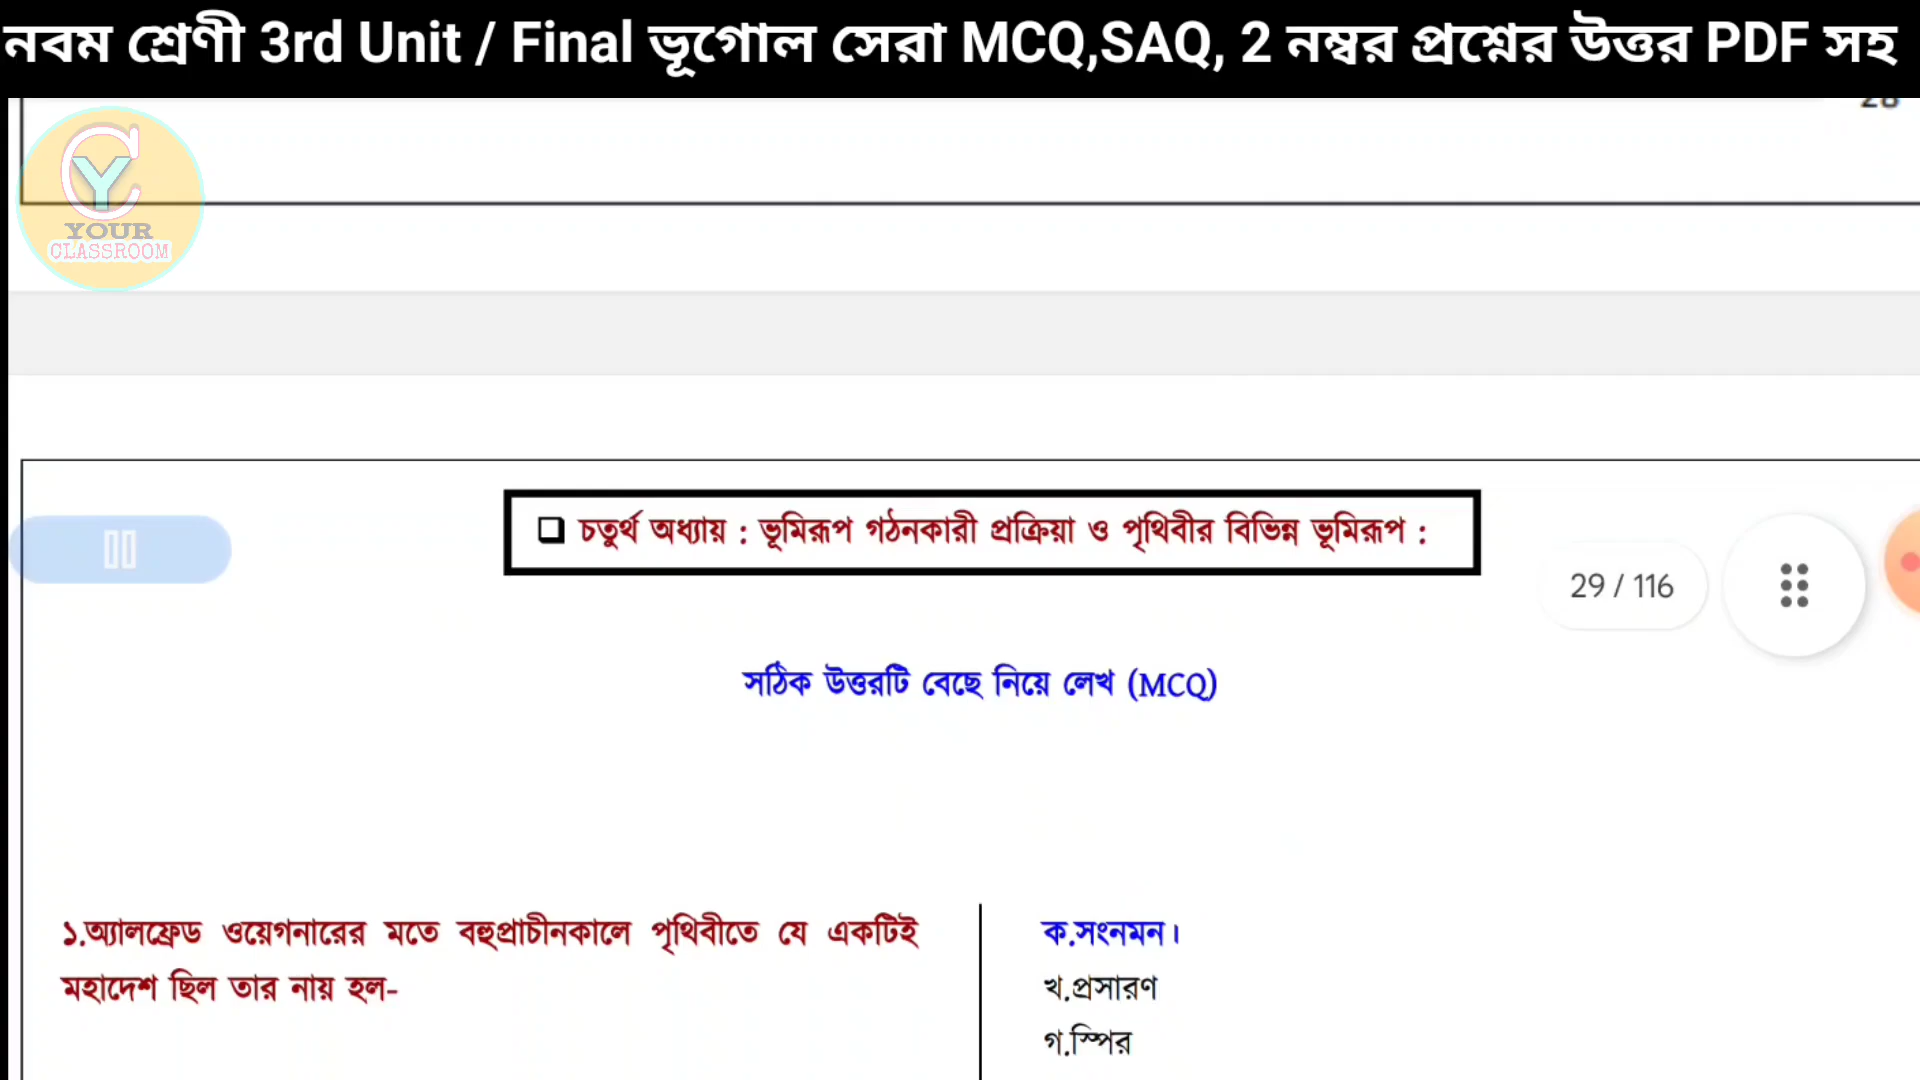 নবম শ্রেণী 3rd Unit / Final ভূগোল সেরা MCQ,SAQ, 2 নম্বর প্রশ্নের উত্তর PDF সহ
28
YOUR
CLASSROOM
❑ চতুর্থ অধ্যায় : ভূমিরূপ গঠনকারী প্রক্রিয়া ও পৃথিবীর বিভিন্ন ভূমিরূপ :
29 / 116
সঠিক উত্তরটি বেছে নিয়ে লেখ (MCQ)
১.অ্যালফ্রেড ওয়েগনারের মতে বহুপ্রাচীনকালে পৃথিবীতে যে একটিই
মহাদেশ ছিল তার নায় হল-
ক.সংনমন।
খ.প্রসারণ
গ.স্পির